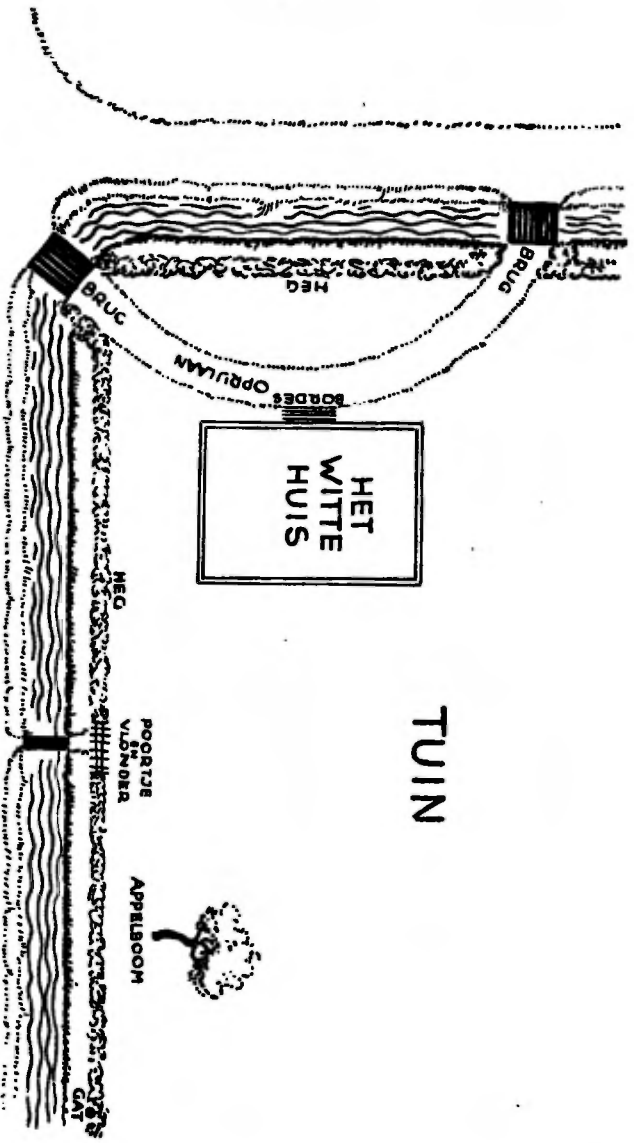 BRUG
HEG
BRUG
OPRIJLAAN
BORDES
HET
WITTE
HUIS
HEG
TUIN
POORTJE
EN
VLONDER
APPELBOOM
GAT